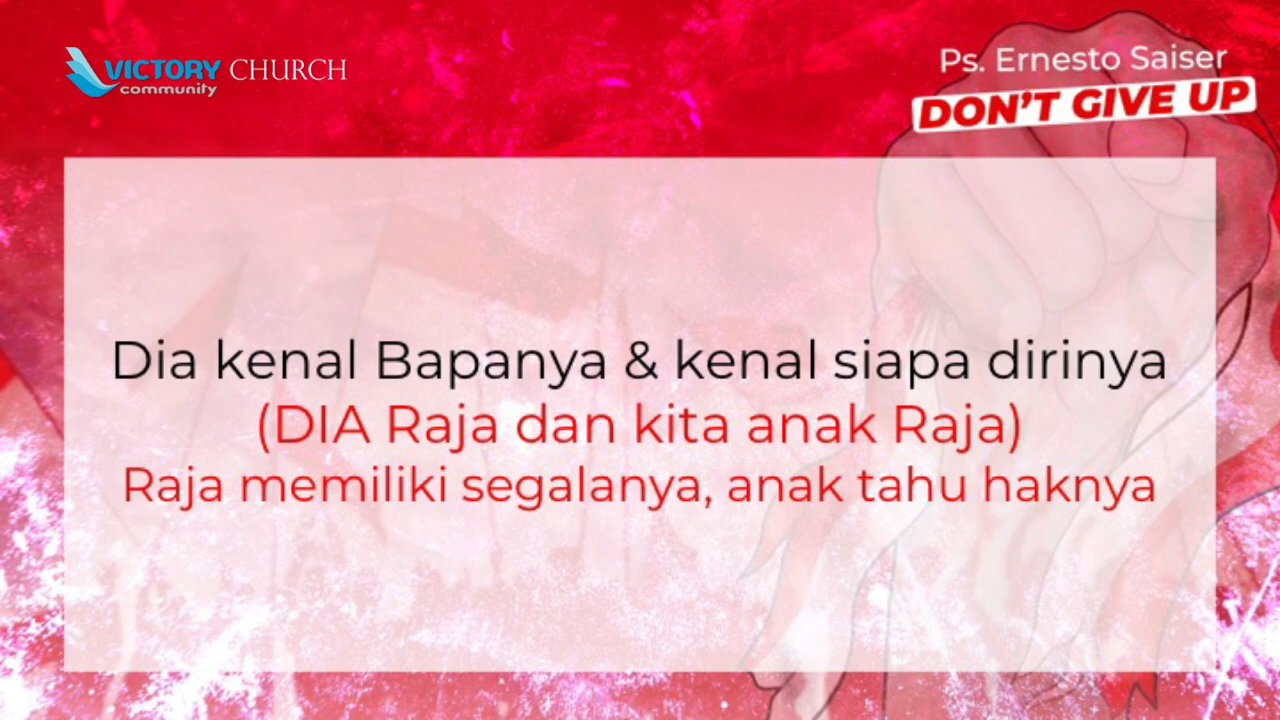 VICTORY CHURCH
community
Ps. Ernesto Saiser
DON'T GIVE UP
Dia kenal Bapanya & kenal siapa dirinya
(DIA Raja dan kita anak Raja)
Raja memiliki segalanya, anak tahu haknya